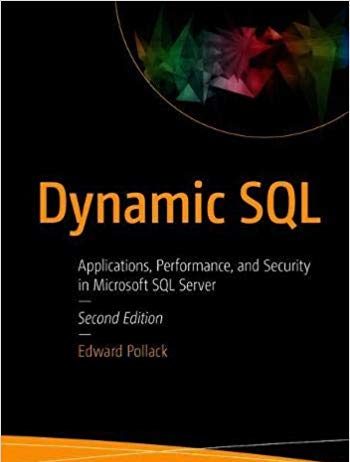 Dynamic SQL
Applications, Performance, and Security
in Microsoft SQL Server
—
Second Edition
—
Edward Pollack